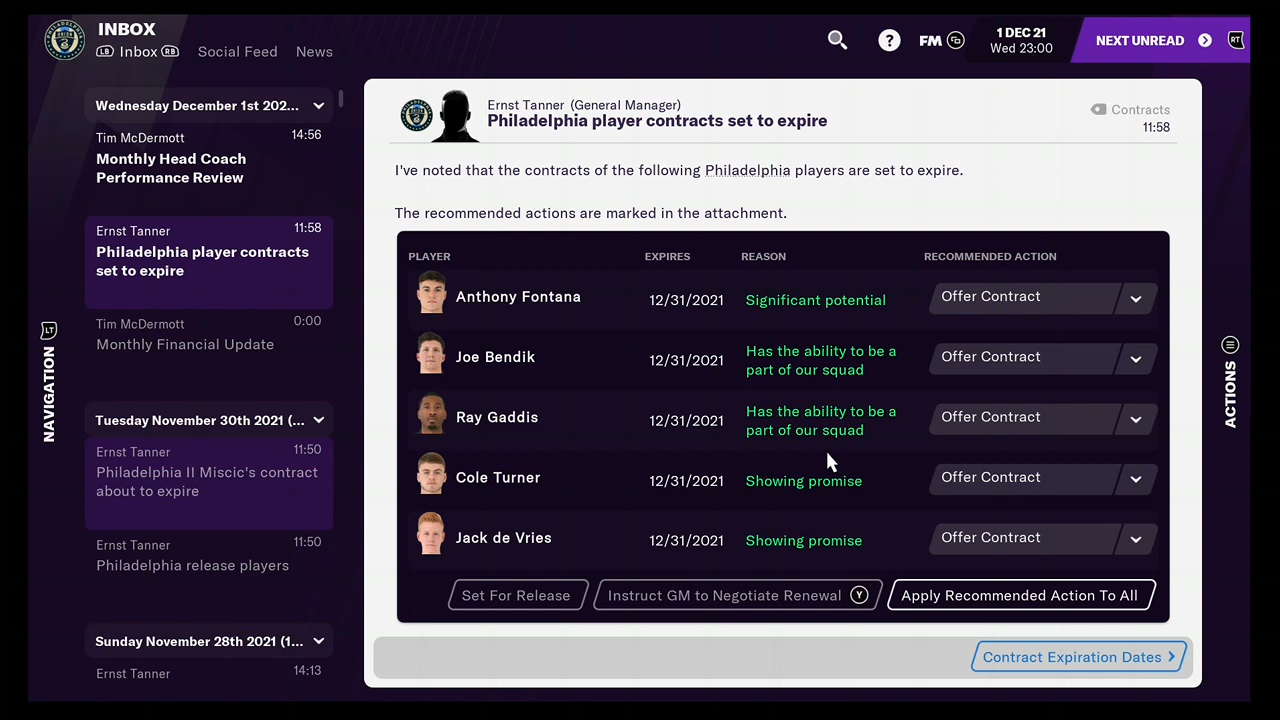 INBOX
LB Inbox RB Social Feed News
FM
1 DEC 21
Wed 23:00
NEXT UNREAD
RT
Wednesday December 1st 202...
Tim McDermott 14:56
Monthly Head Coach
Performance Review
Ernst Tanner 11:58
Philadelphia player contracts
set to expire
Tim McDermott 0:00
Monthly Financial Update
Tuesday November 30th 2021 (...
Ernst Tanner 11:50
Philadelphia II Miscic's contract
about to expire
Ernst Tanner 11:50
Philadelphia release players
Sunday November 28th 2021 (1...
Ernst Tanner 14:13
LT
NAVIGATION
Ernst Tanner (General Manager)
Philadelphia player contracts set to expire
Contracts
11:58
I've noted that the contracts of the following Philadelphia players are set to expire.
The recommended actions are marked in the attachment.
PLAYER EXPIRES REASON RECOMMENDED ACTION
Anthony Fontana 12/31/2021 Significant potential Offer Contract
Joe Bendik 12/31/2021 Has the ability to be a
part of our squad Offer Contract
Ray Gaddis 12/31/2021 Has the ability to be a
part of our squad Offer Contract
Cole Turner 12/31/2021 Showing promise Offer Contract
Jack de Vries 12/31/2021 Showing promise Offer Contract
Set For Release Instruct GM to Negotiate Renewal Y Apply Recommended Action To All
Contract Expiration Dates
ACTIONS